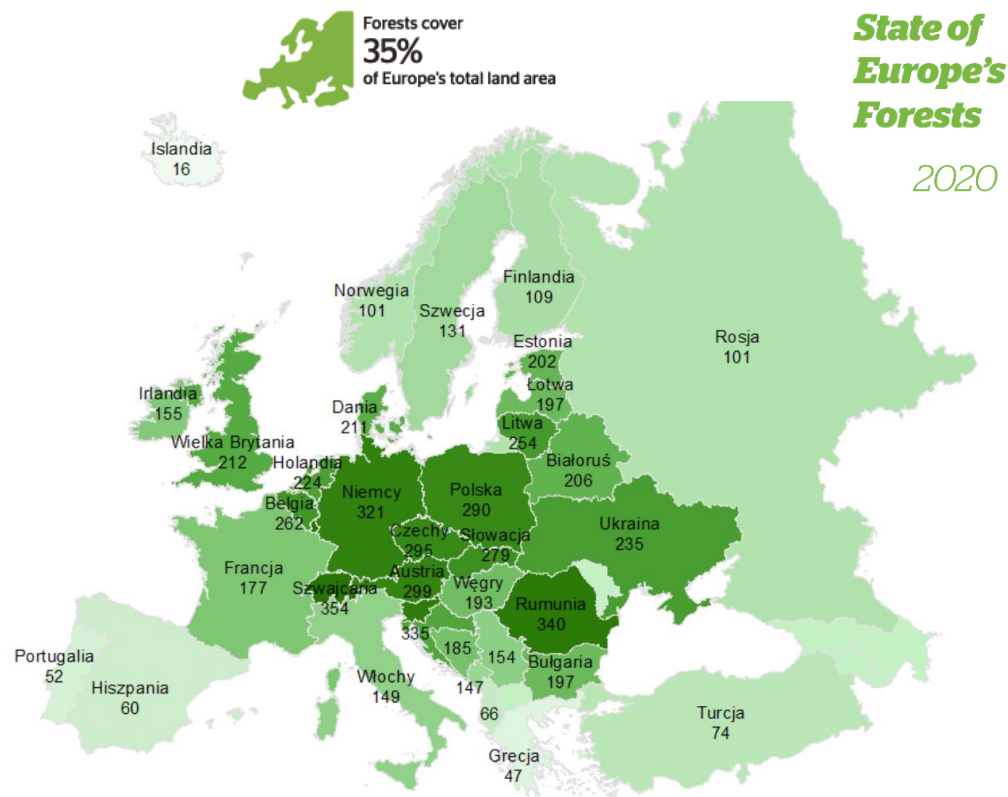 Forests cover
35%
of Europe's total land area
State of
Europe's
Forests
2020
Islandia
16
Norwegia
101
Szwecja
131
Finlandia
109
Rosja
101
Estonia
202
Łotwa
197
Litwa
254
Białoruś
206
Irlandia
155
Wielka Brytania
212
Dania
211
Holandia
224
Belgia
262
Niemcy
321
Polska
290
Czechy
295
Słowacja
279
Ukraina
235
Francja
177
Szwajcaria
354
Austria
299
Węgry
193
Rumunia
340
335
185
154
Bułgaria
197
Włochy
149
147
66
Portugalia
52
Hiszpania
60
Grecja
47
Turcja
74